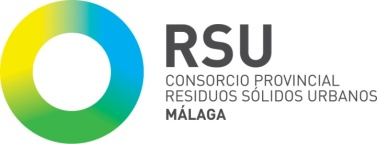 RSU
CONSORCIO PROVINCIAL
RESIDUOS SÓLIDOS URBANOS
MÁLAGA